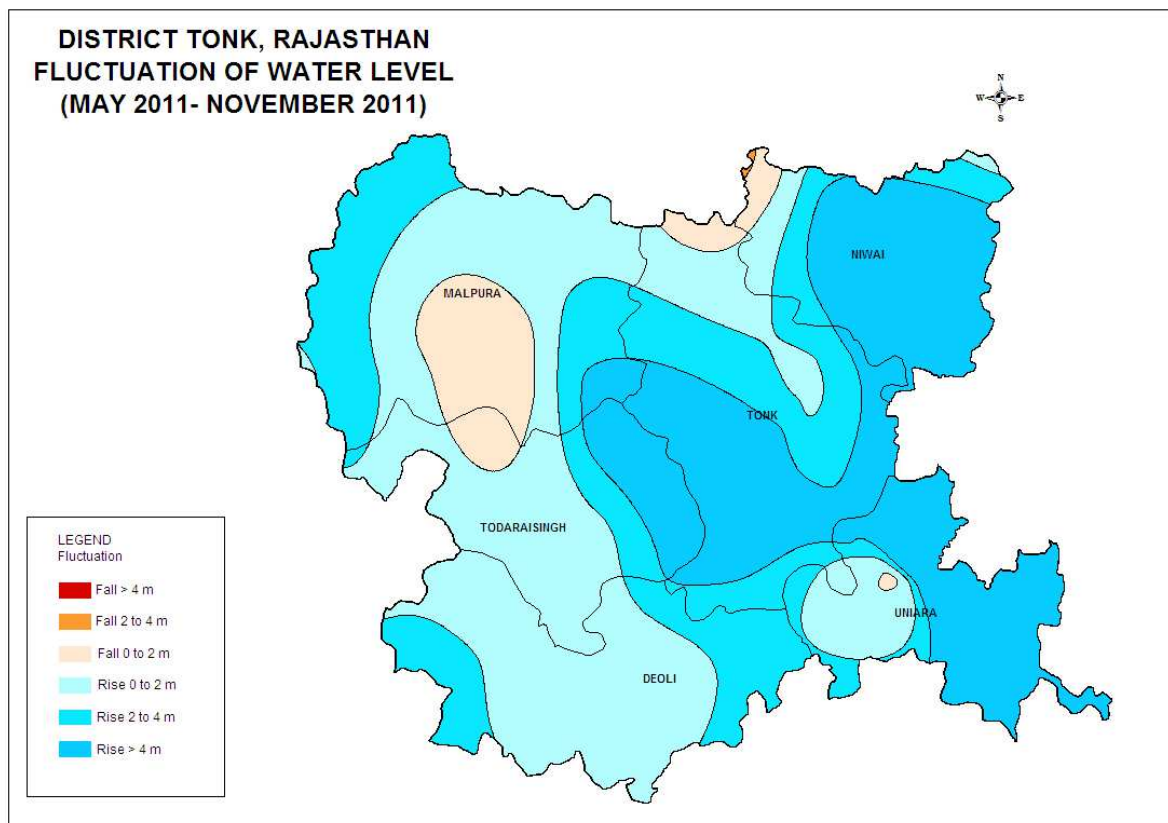 DISTRICT TONK, RAJASTHAN
FLUCTUATION OF WATER LEVEL
(MAY 2011- NOVEMBER 2011)
N
W E
S
NIWAI
MALPURA
TONK
TODARAISINGH
UNIARA
DEOLI
LEGEND
Fluctuation
Fall > 4 m
Fall 2 to 4 m
Fall 0 to 2 m
Rise 0 to 2 m
Rise 2 to 4 m
Rise > 4 m